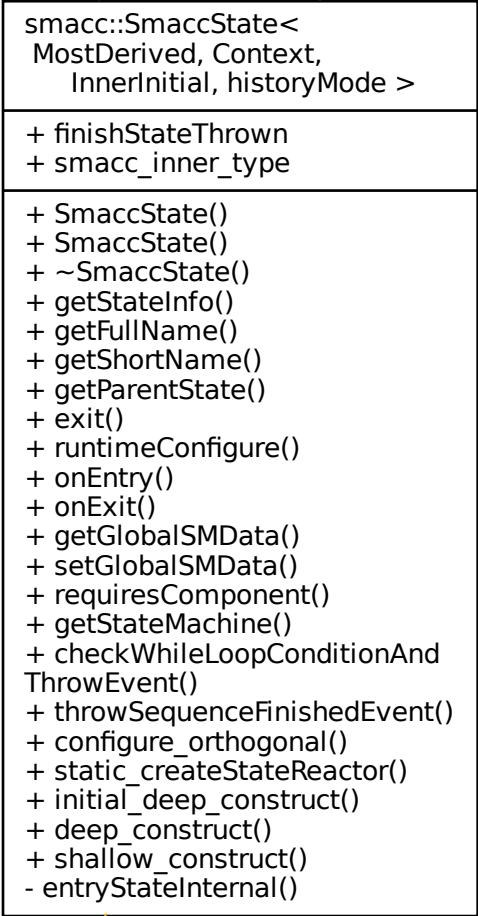 smacc::SmaccState<
MostDerived, Context,
InnerInitial, historyMode >
+ finishStateThrown
+ smacc_inner_type
+ SmaccState()
+ SmaccState()
+ ~SmaccState()
+ getStateInfo()
+ getFullName()
+ getShortName()
+ getParentState()
+ exit()
+ runtimeConfigure()
+ onEntry()
+ onExit()
+ getGlobalSMData()
+ setGlobalSMData()
+ requiresComponent()
+ getStateMachine()
+ checkWhileLoopConditionAnd
ThrowEvent()
+ throwSequenceFinishedEvent()
+ configure_orthogonal()
+ static_createStateReactor()
+ initial_deep_construct()
+ deep_construct()
+ shallow_construct()
- entryStateInternal()